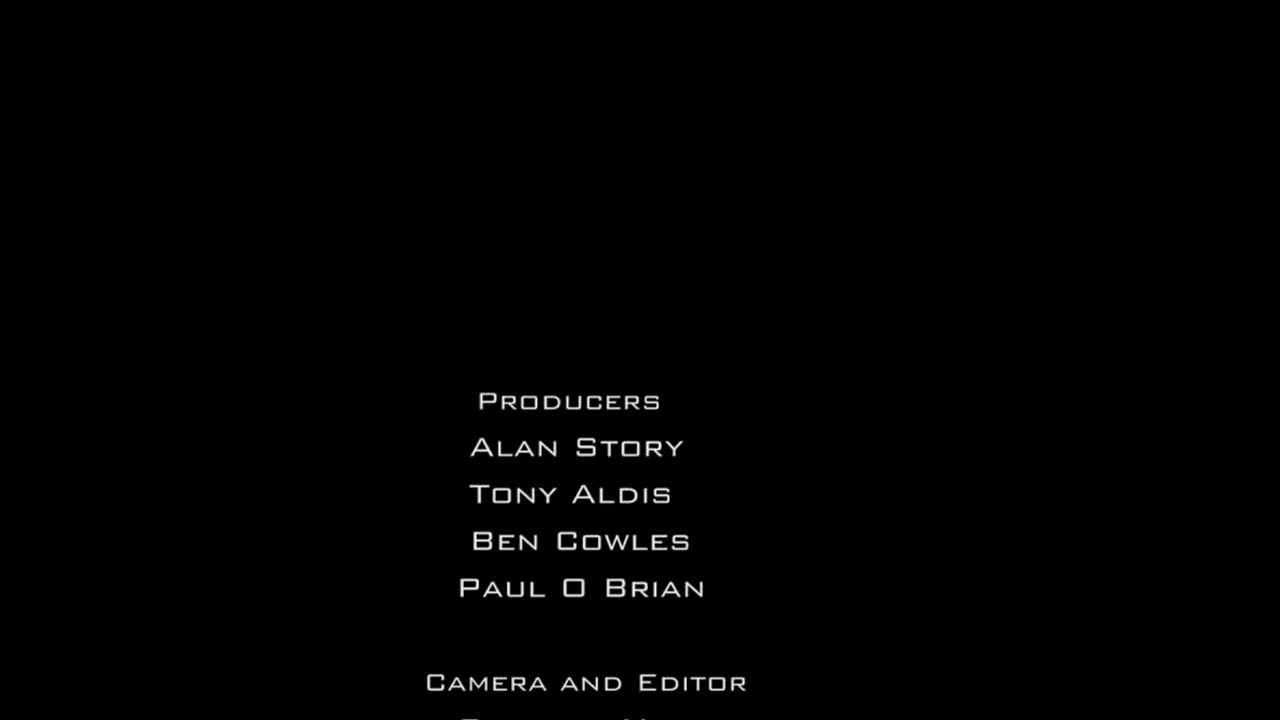 Producers
Alan Story
Tony Aldis
Ben Cowles
Paul O Brian
Camera and Editor